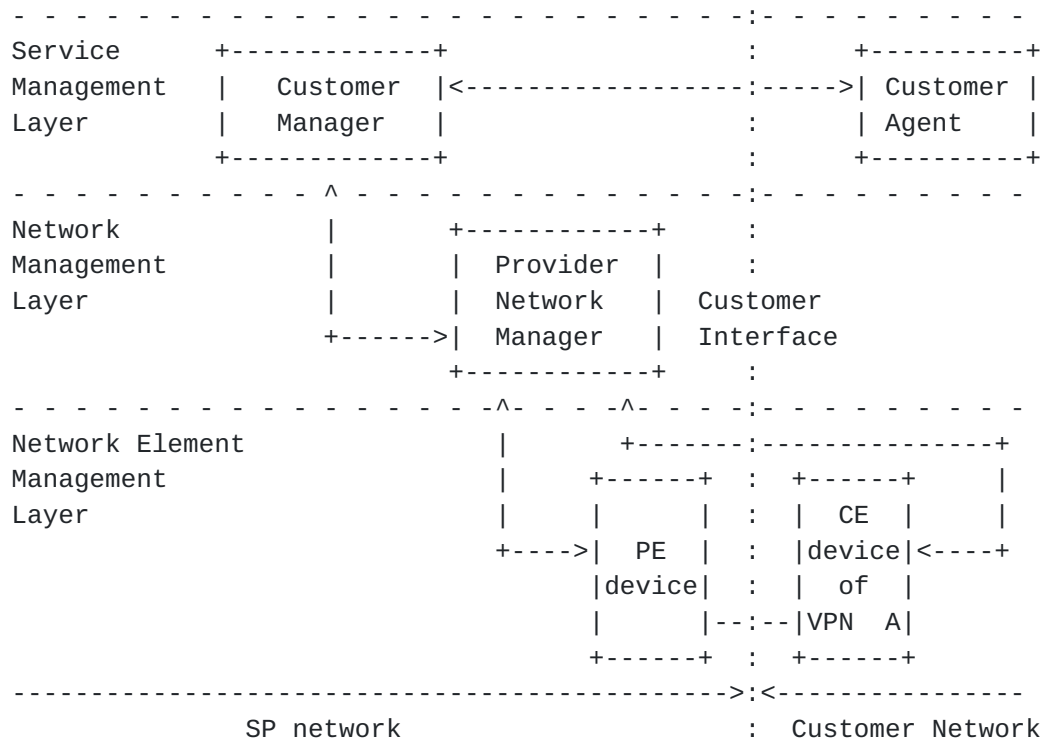 - - - - - - - - - - - - - - - - - - - - - - - -:- - - - - - - - -
Service      +-------------+                   :      +----------+
Management   |   Customer  |<------------------:----->| Customer |
Layer        |   Manager   |                   :      | Agent    |
             +-------------+                   :      +----------+
- - - - - - - - - - ^ - - - - - - - - - - - - -:- - - - - - - - -
Network             |       +------------+     :
Management          |       |  Provider  |     :
Layer               |       |  Network   |  Customer
                    +------>|  Manager   |  Interface
                            +------------+     :
- - - - - - - - - - - - - - - -^- - - -^- - - -:- - - - - - - - -
Network Element                |       +-------:---------------+
Management                     |     +------+  :  +------+     |
Layer                          |     |      |  :  |  CE  |     |
                               +---->|  PE  |  :  |device|<----+
                                     |device|  :  |  of  |
                                     |      |--:--|VPN  A|
                                     +------+  :  +------+
---------------------------------------------->:<----------------
               SP network                      :  Customer Network